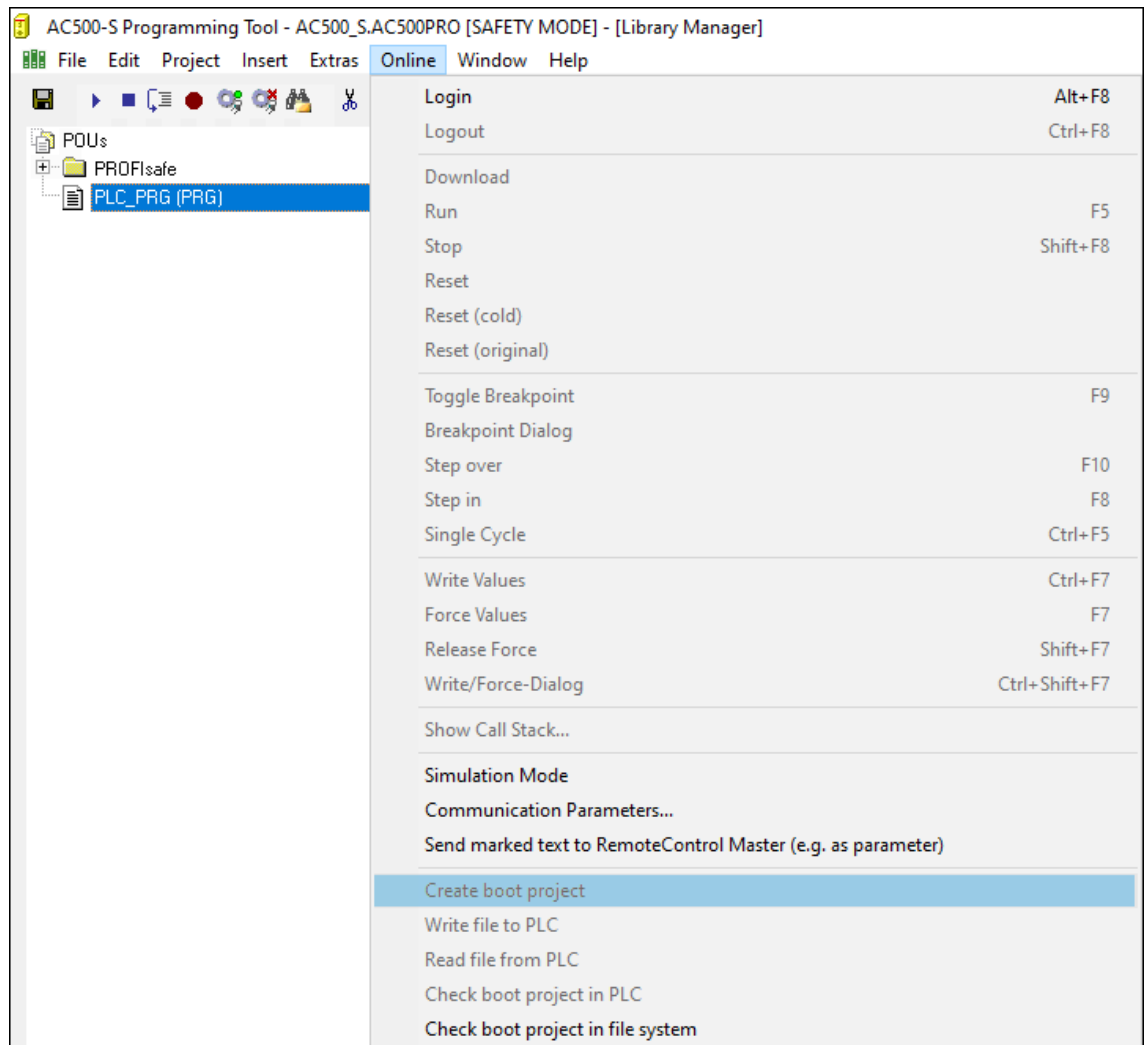 AC500-S Programming Tool - AC500_S.AC500PRO [SAFETY MODE] - [Library Manager]
File Edit Project Insert Extras Online Window Help
POUs
PROFIsafe
PLC_PRG (PRG)
Login Alt+F8
Logout Ctrl+F8
Download
Run F5
Stop Shift+F8
Reset
Reset (cold)
Reset (original)
Toggle Breakpoint F9
Breakpoint Dialog
Step over F10
Step in F8
Single Cycle Ctrl+F5
Write Values Ctrl+F7
Force Values F7
Release Force Shift+F7
Write/Force-Dialog Ctrl+Shift+F7
Show Call Stack...
Simulation Mode
Communication Parameters...
Send marked text to RemoteControl Master (e.g. as parameter)
Create boot project
Write file to PLC
Read file from PLC
Check boot project in PLC
Check boot project in file system